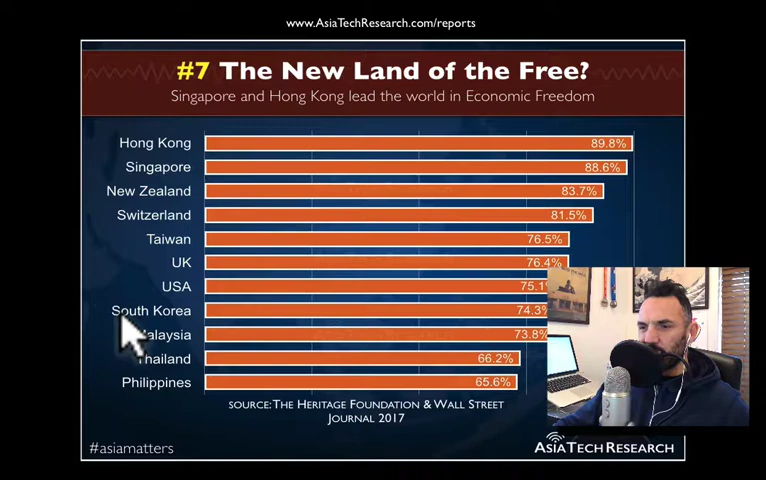 www.AsiaTechResearch.com/reports
#7 The New Land of the Free?
Singapore and Hong Kong lead the world in Economic Freedom
Hong Kong 89.8%
Singapore 88.6%
New Zealand 83.7%
Switzerland 81.5%
Taiwan 76.5%
UK 76.4%
USA 75.1%
South Korea 74.3%
Malaysia 73.8%
Thailand 66.2%
Philippines 65.6%
SOURCE: THE HERITAGE FOUNDATION & WALL STREET
JOURNAL 2017
#asiamatters
ASIATECHRESEARCH